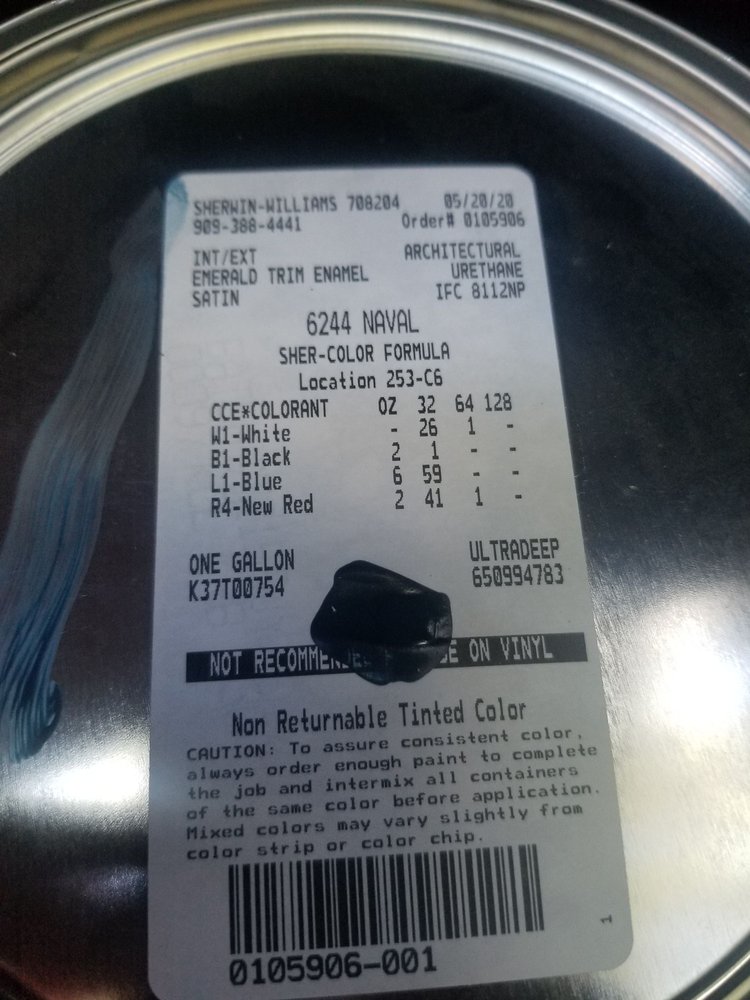 SHERWIN-WILLIAMS 708204 05/20/20
909-388-4441 Order# 0105906
INT/EXT ARCHITECTURAL
EMERALD TRIM ENAMEL URETHANE
SATIN IFC 8112NP
6244 NAVAL
SHER-COLOR FORMULA
Location 253-C6
CCE*COLORANT OZ 32 64 128
W1-White - 26 1 -
B1-Black 2 1 - -
L1-Blue 6 59 - -
R4-New Red 2 41 1 -
ONE GALLON ULTRADEEP
K37T00754 650994783
NOT ON VINYL
Non Returnable Tinted Color
CAUTION: To assure consistent color,
always order enough paint to complete
the job and intermix all containers
of the same color before application.
Mixed colors may vary slightly from
color strip or color chip.
0105906-001
1